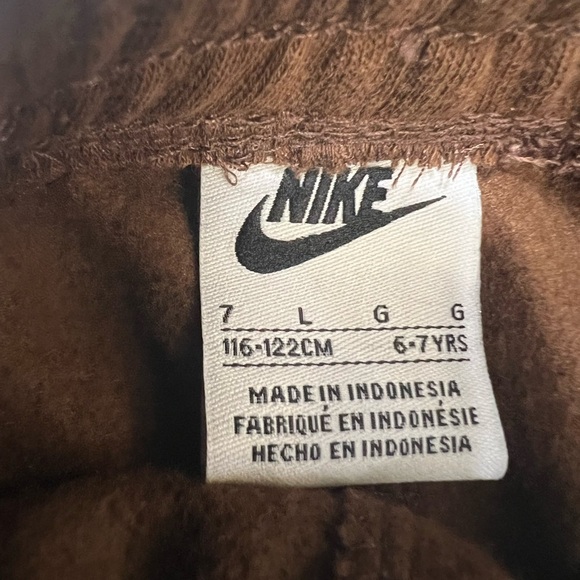 NIKE
7 L G G
116-122CM 6-7YRS
MADE IN INDONESIA
FABRIQUÉ EN INDONÉSIE
HECHO EN INDONESIA